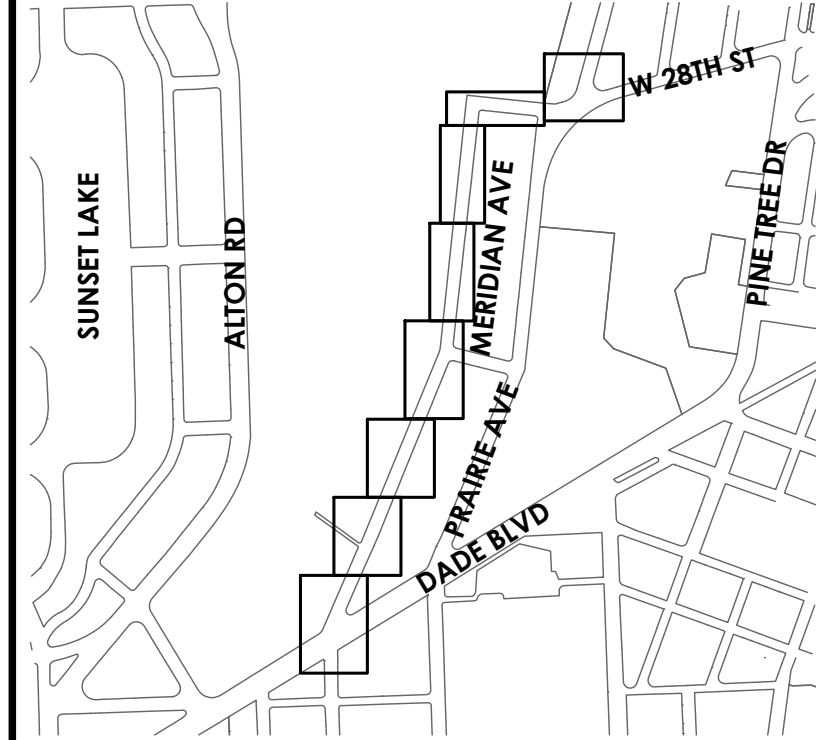 W 28TH ST
SUNSET LAKE
ALTON RD
MERIDIAN AVE
PINE TREE DR
PRAIRIE AVE
DADE BLVD